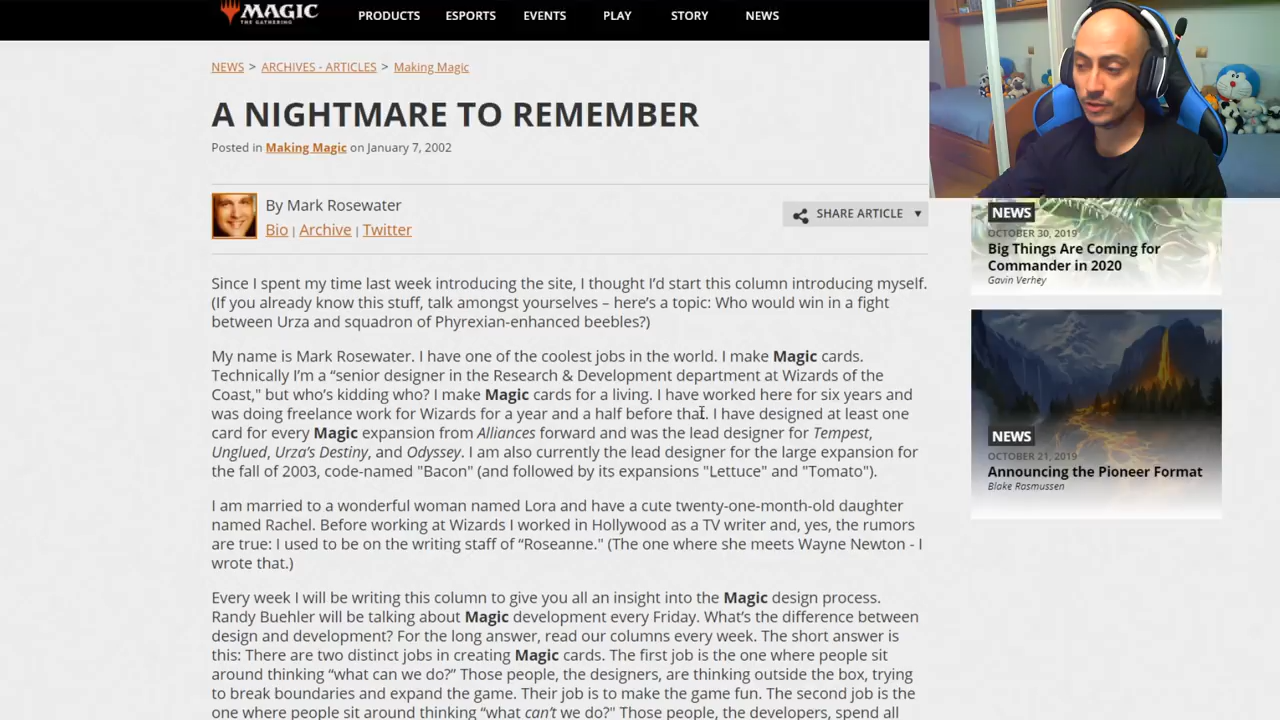 MAGIC
THE GATHERING
PRODUCTS
ESPORTS
EVENTS
PLAY
STORY
NEWS
NEWS > ARCHIVES - ARTICLES > Making Magic
A NIGHTMARE TO REMEMBER
Posted in Making Magic on January 7, 2002
By Mark Rosewater
Bio | Archive | Twitter
SHARE ARTICLE
Since I spent my time last week introducing the site, I thought I’d start this column introducing myself.
(If you already know this stuff, talk amongst yourselves – here’s a topic: Who would win in a fight
between Urza and squadron of Phyrexian-enhanced beebles?)
My name is Mark Rosewater. I have one of the coolest jobs in the world. I make Magic cards.
Technically I’m a “senior designer in the Research & Development department at Wizards of the
Coast," but who’s kidding who? I make Magic cards for a living. I have worked here for six years and
was doing freelance work for Wizards for a year and a half before that. I have designed at least one
card for every Magic expansion from Alliances forward and was the lead designer for Tempest,
Unglued, Urza’s Destiny, and Odyssey. I am also currently the lead designer for the large expansion for
the fall of 2003, code-named "Bacon" (and followed by its expansions "Lettuce" and "Tomato").
I am married to a wonderful woman named Lora and have a cute twenty-one-month-old daughter
named Rachel. Before working at Wizards I worked in Hollywood as a TV writer and, yes, the rumors
are true: I used to be on the writing staff of “Roseanne." (The one where she meets Wayne Newton - I
wrote that.)
Every week I will be writing this column to give you all an insight into the Magic design process.
Randy Buehler will be talking about Magic development every Friday. What’s the difference between
design and development? For the long answer, read our columns every week. The short answer is
this: There are two distinct jobs in creating Magic cards. The first job is the one where people sit
around thinking “what can we do?” Those people, the designers, are thinking outside the box, trying
to break boundaries and expand the game. Their job is to make the game fun. The second job is the
one where people sit around thinking “what can’t we do?" Those people, the developers, spend all
NEWS
OCTOBER 30, 2019
Big Things Are Coming for
Commander in 2020
Gavin Verhey
NEWS
OCTOBER 21, 2019
Announcing the Pioneer Format
Blake Rasmussen